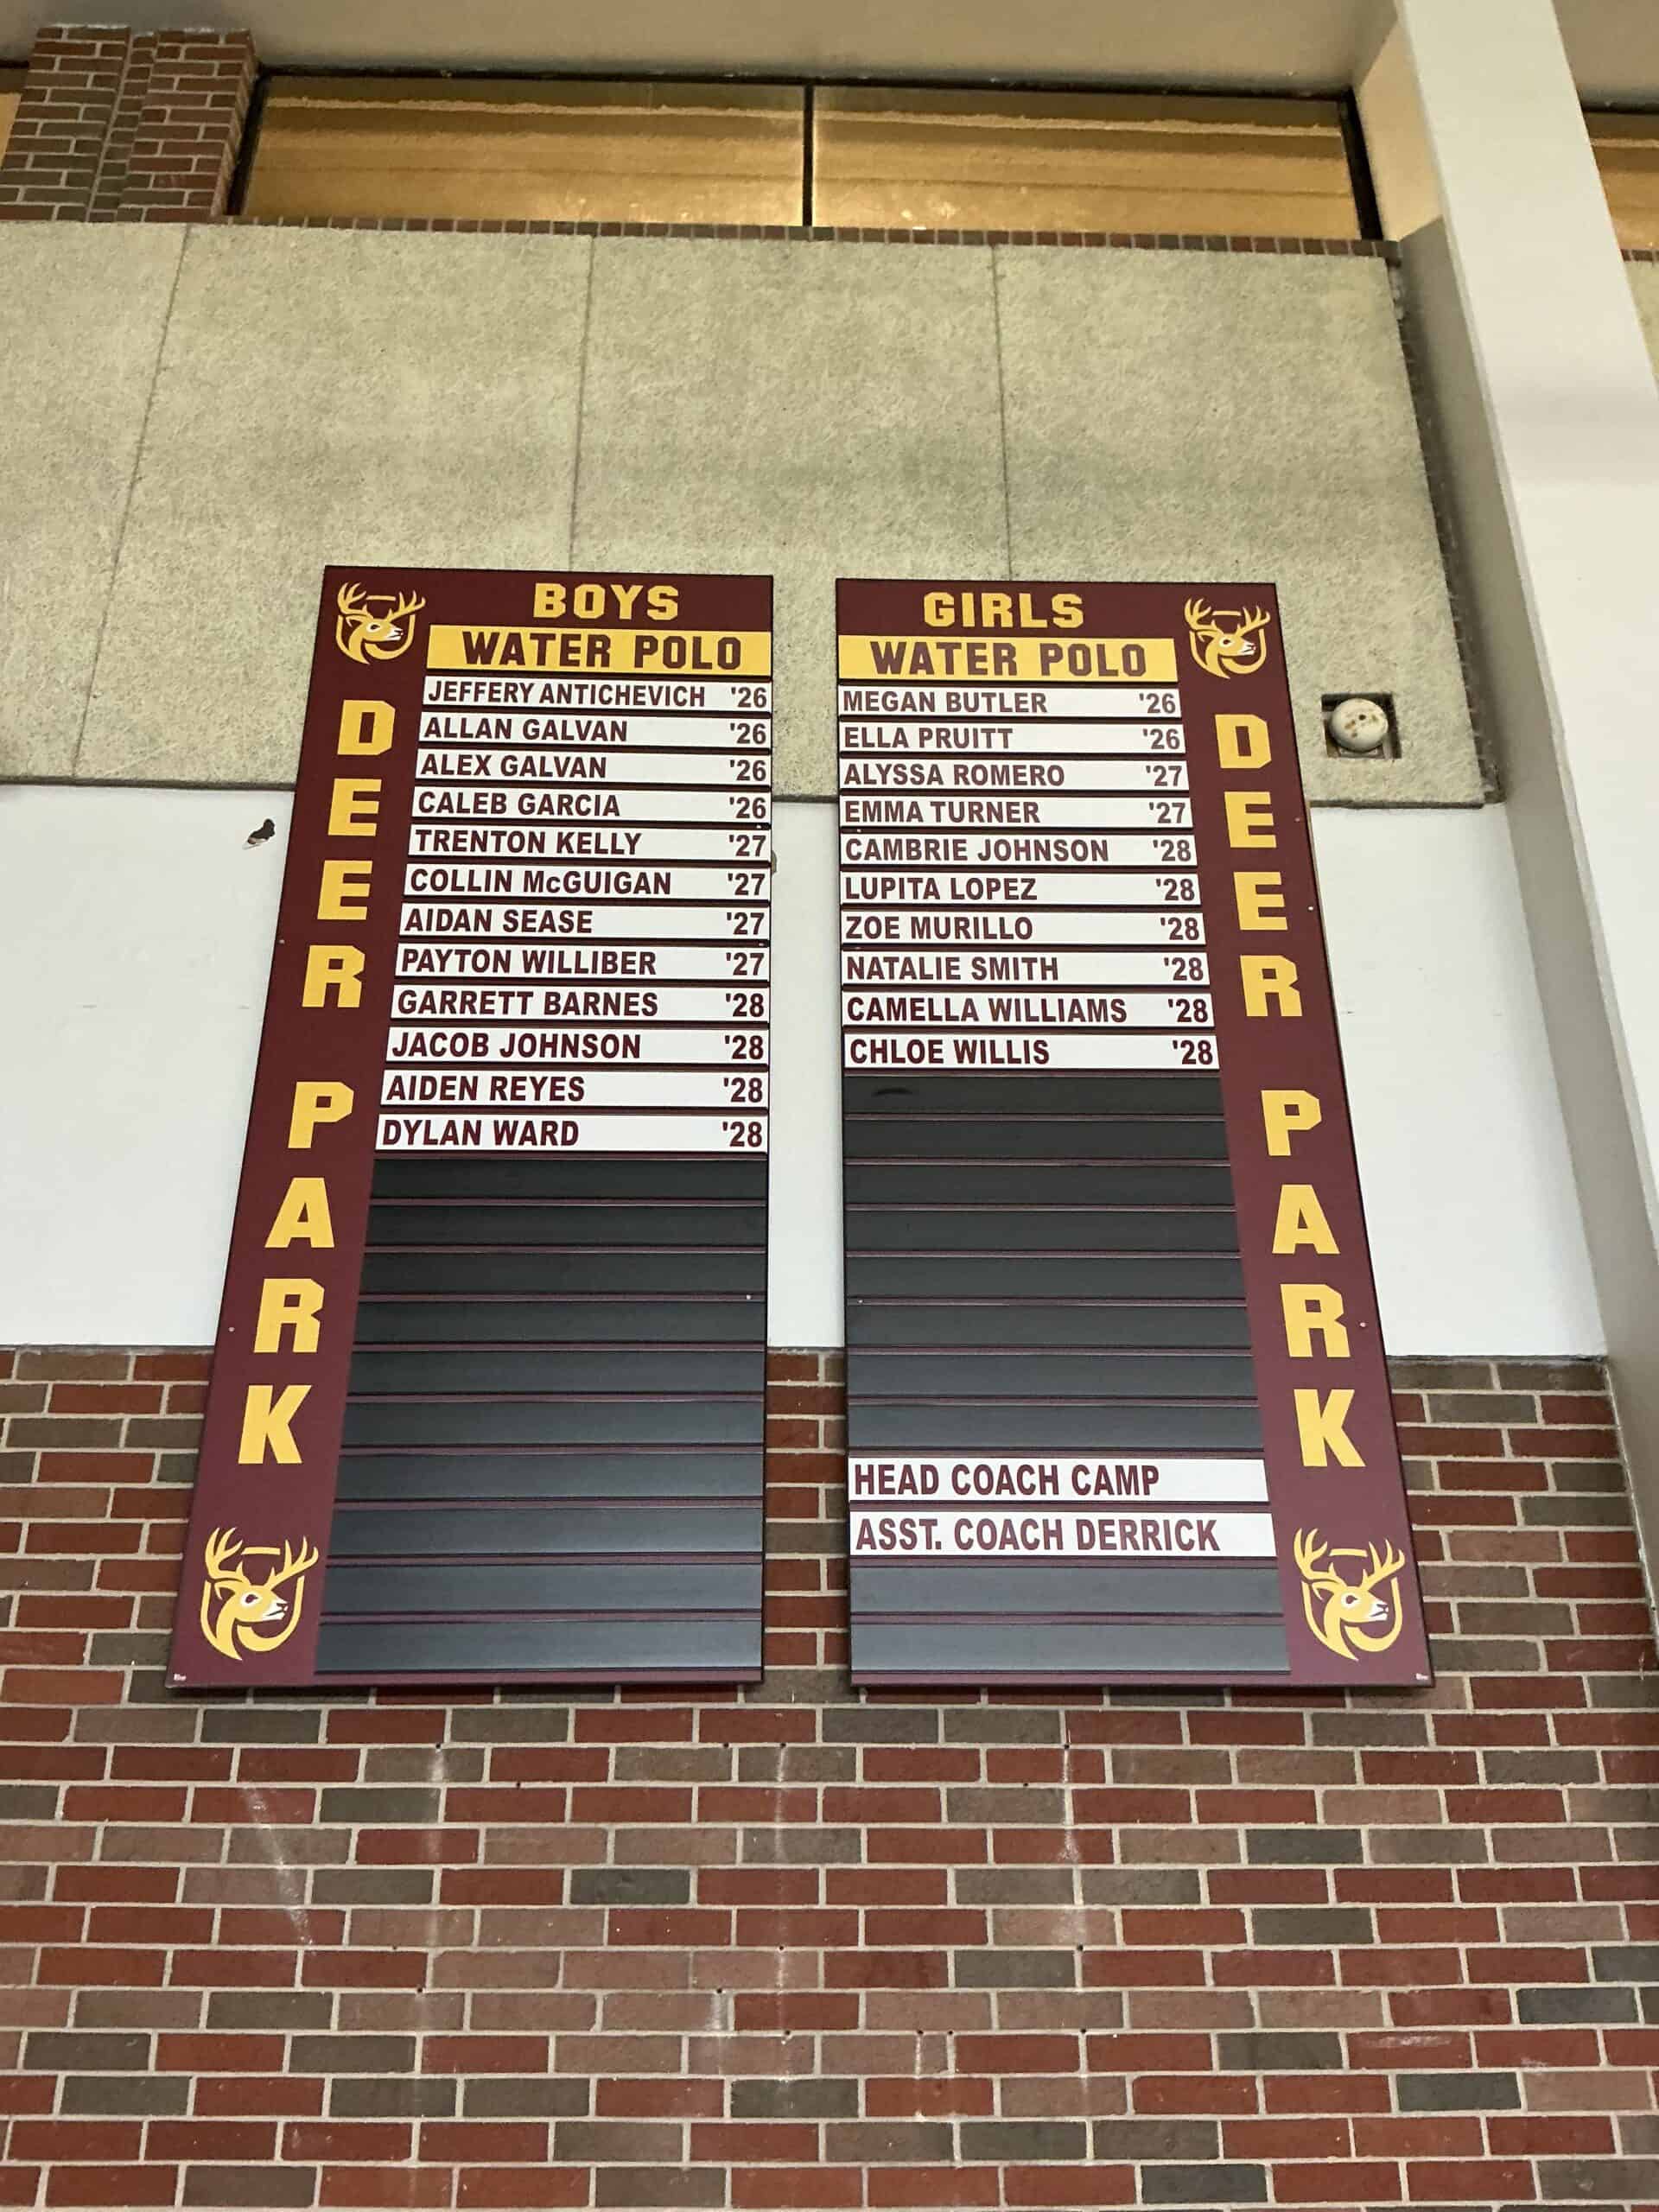 BOYS
WATER POLO
JEFFERY ANTICHEVICH '26
ALLAN GALVAN '26
ALEX GALVAN '26
CALEB GARCIA '26
TRENTON KELLY '27
COLLIN McGUIGAN '27
AIDAN SEASE '27
PAYTON WILLIBER '27
GARRETT BARNES '28
JACOB JOHNSON '28
AIDEN REYES '28
DYLAN WARD '28
DEER PARK
GIRLS
WATER POLO
MEGAN BUTLER '26
ELLA PRUITT '26
ALYSSA ROMERO '27
EMMA TURNER '27
CAMBRIE JOHNSON '28
LUPITA LOPEZ '28
ZOE MURILLO '28
NATALIE SMITH '28
CAMELLA WILLIAMS '28
CHLOE WILLIS '28
HEAD COACH CAMP
ASST. COACH DERRICK
DEER PARK